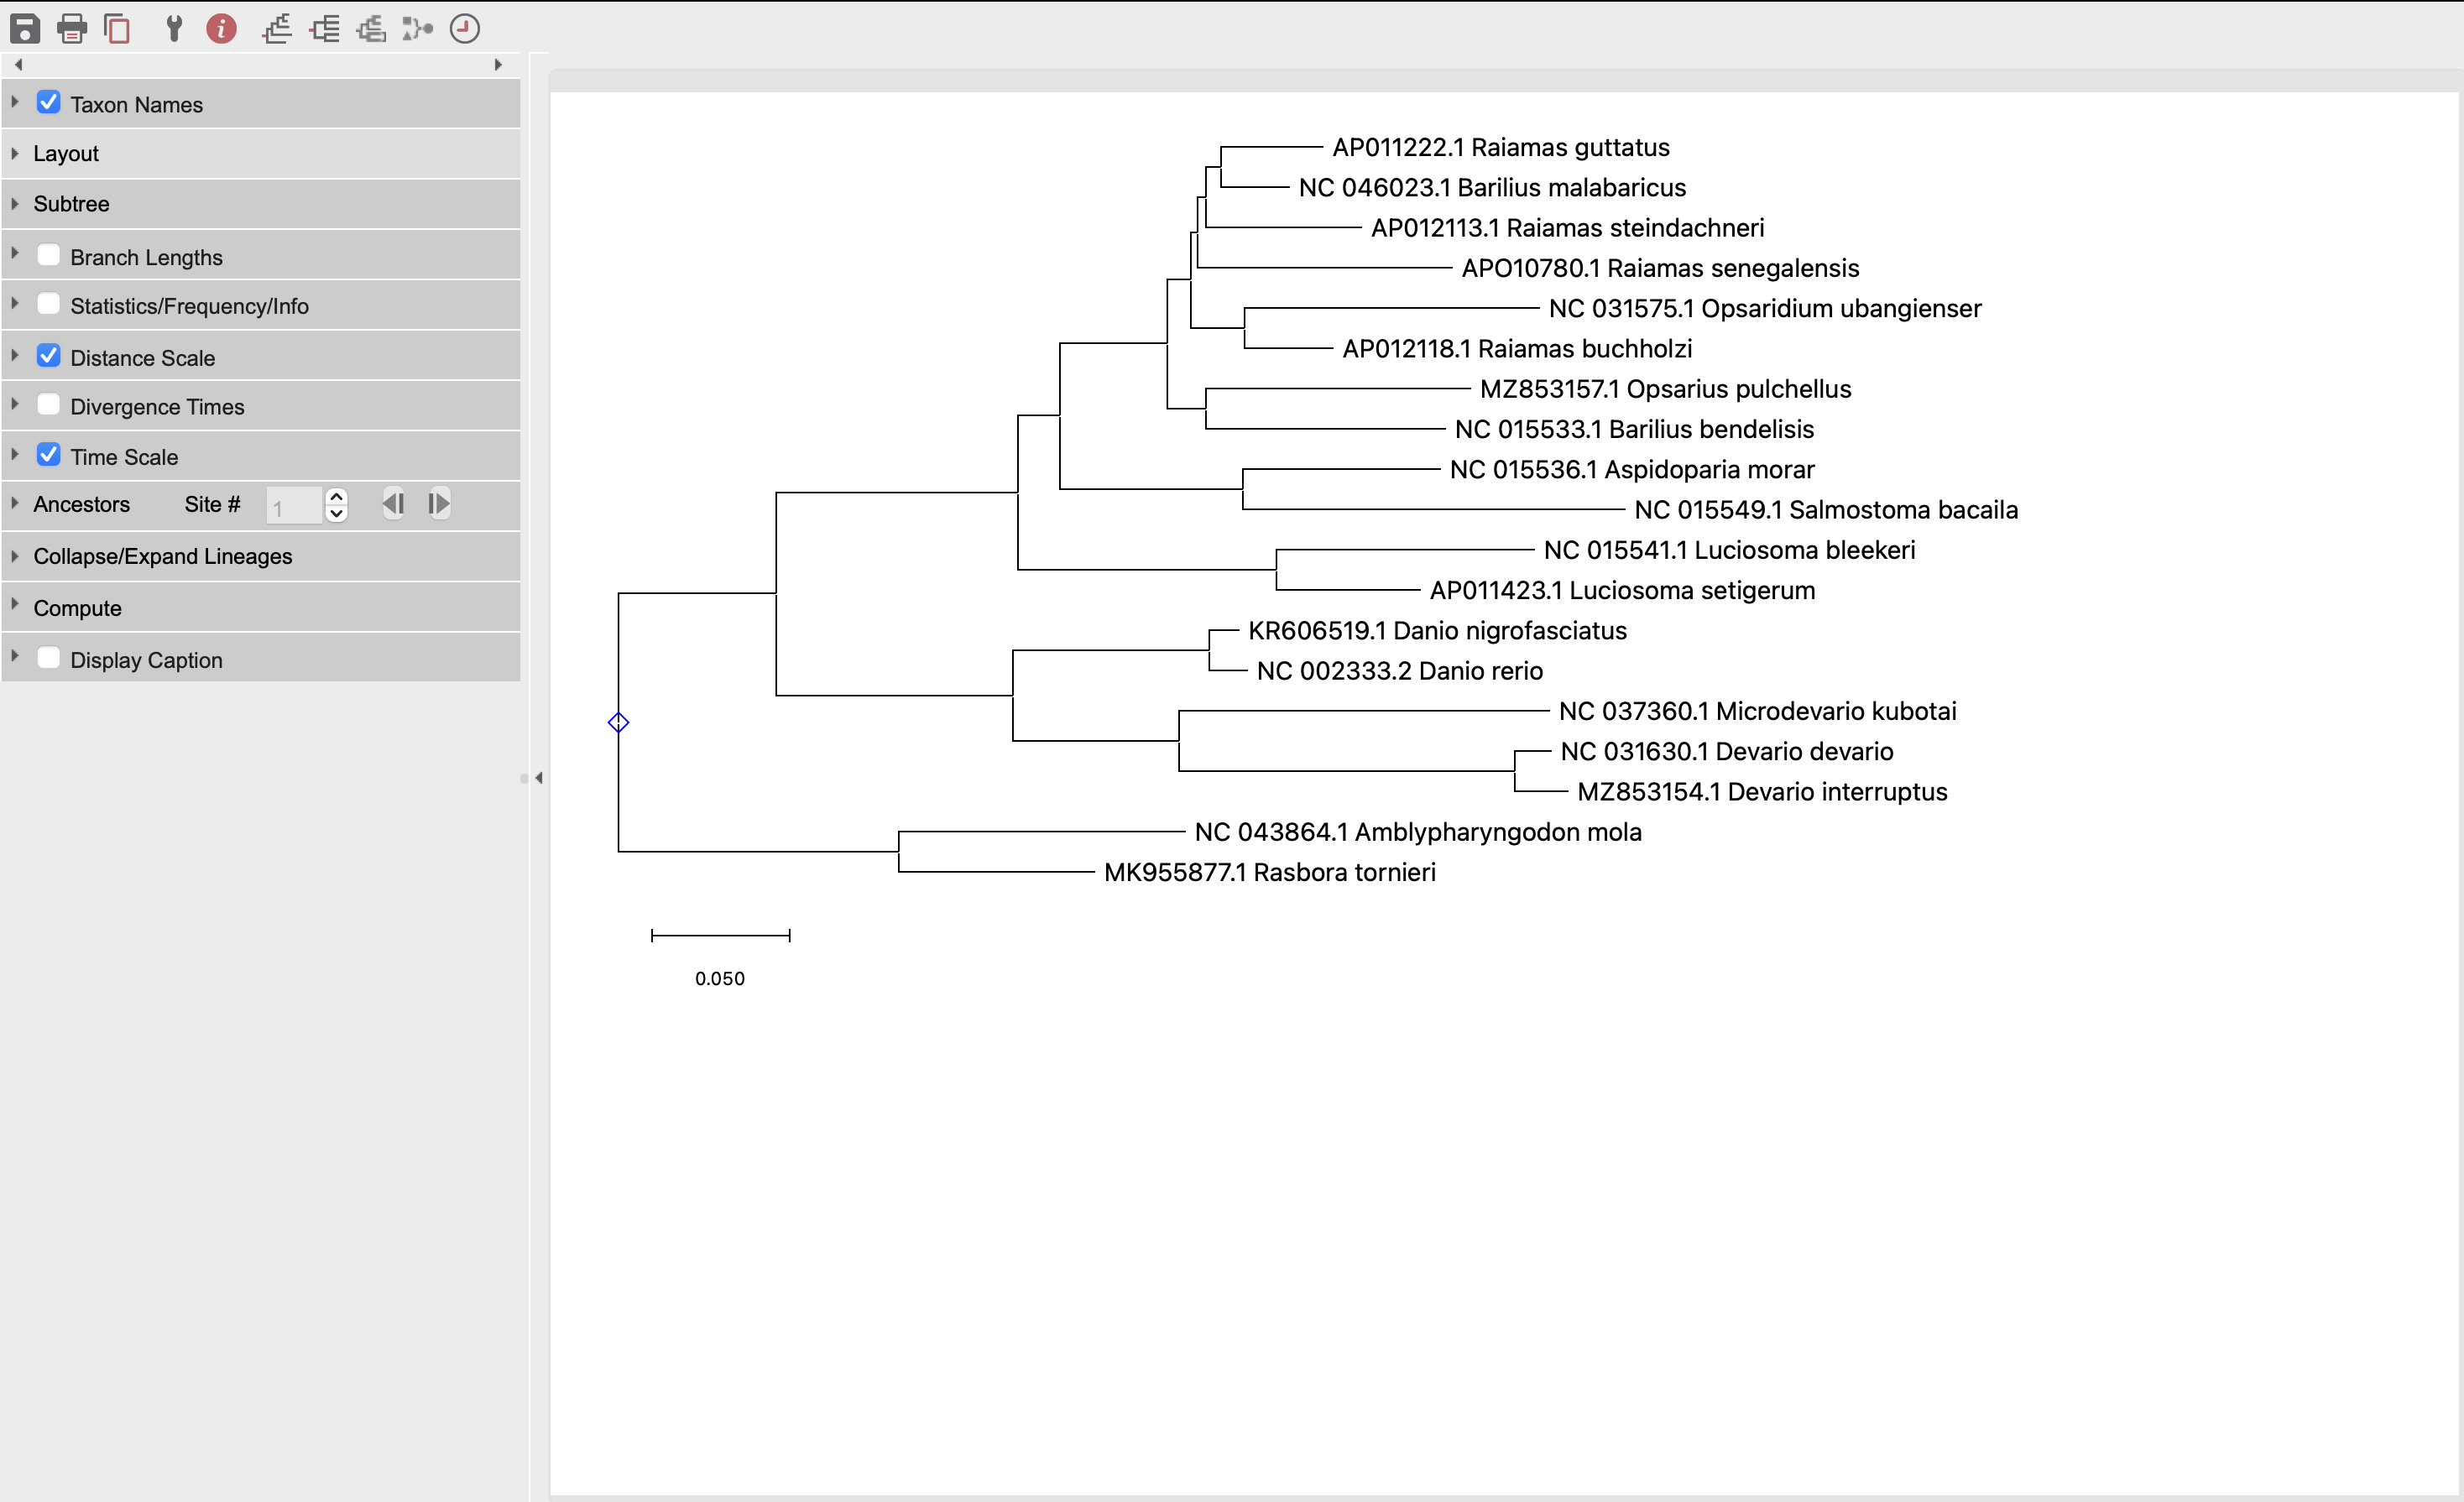 Taxon Names
Layout
Subtree
Branch Lengths
Statistics/Frequency/Info
Distance Scale
Divergence Times
Time Scale
Ancestors Site # 1
Collapse/Expand Lineages
Compute
Display Caption
AP011222.1 Raiamas guttatus
NC 046023.1 Barilius malabaricus
AP012113.1 Raiamas steindachneri
APO10780.1 Raiamas senegalensis
NC 031575.1 Opsaridium ubangienser
AP012118.1 Raiamas buchholzi
MZ853157.1 Opsarius pulchellus
NC 015533.1 Barilius bendelisis
NC 015536.1 Aspidoparia morar
NC 015549.1 Salmostoma bacaila
NC 015541.1 Luciosoma bleekeri
AP011423.1 Luciosoma setigerum
KR606519.1 Danio nigrofasciatus
NC 002333.2 Danio rerio
NC 037360.1 Microdevario kubotai
NC 031630.1 Devario devario
MZ853154.1 Devario interruptus
NC 043864.1 Amblypharyngodon mola
MK955877.1 Rasbora tornieri
0.050